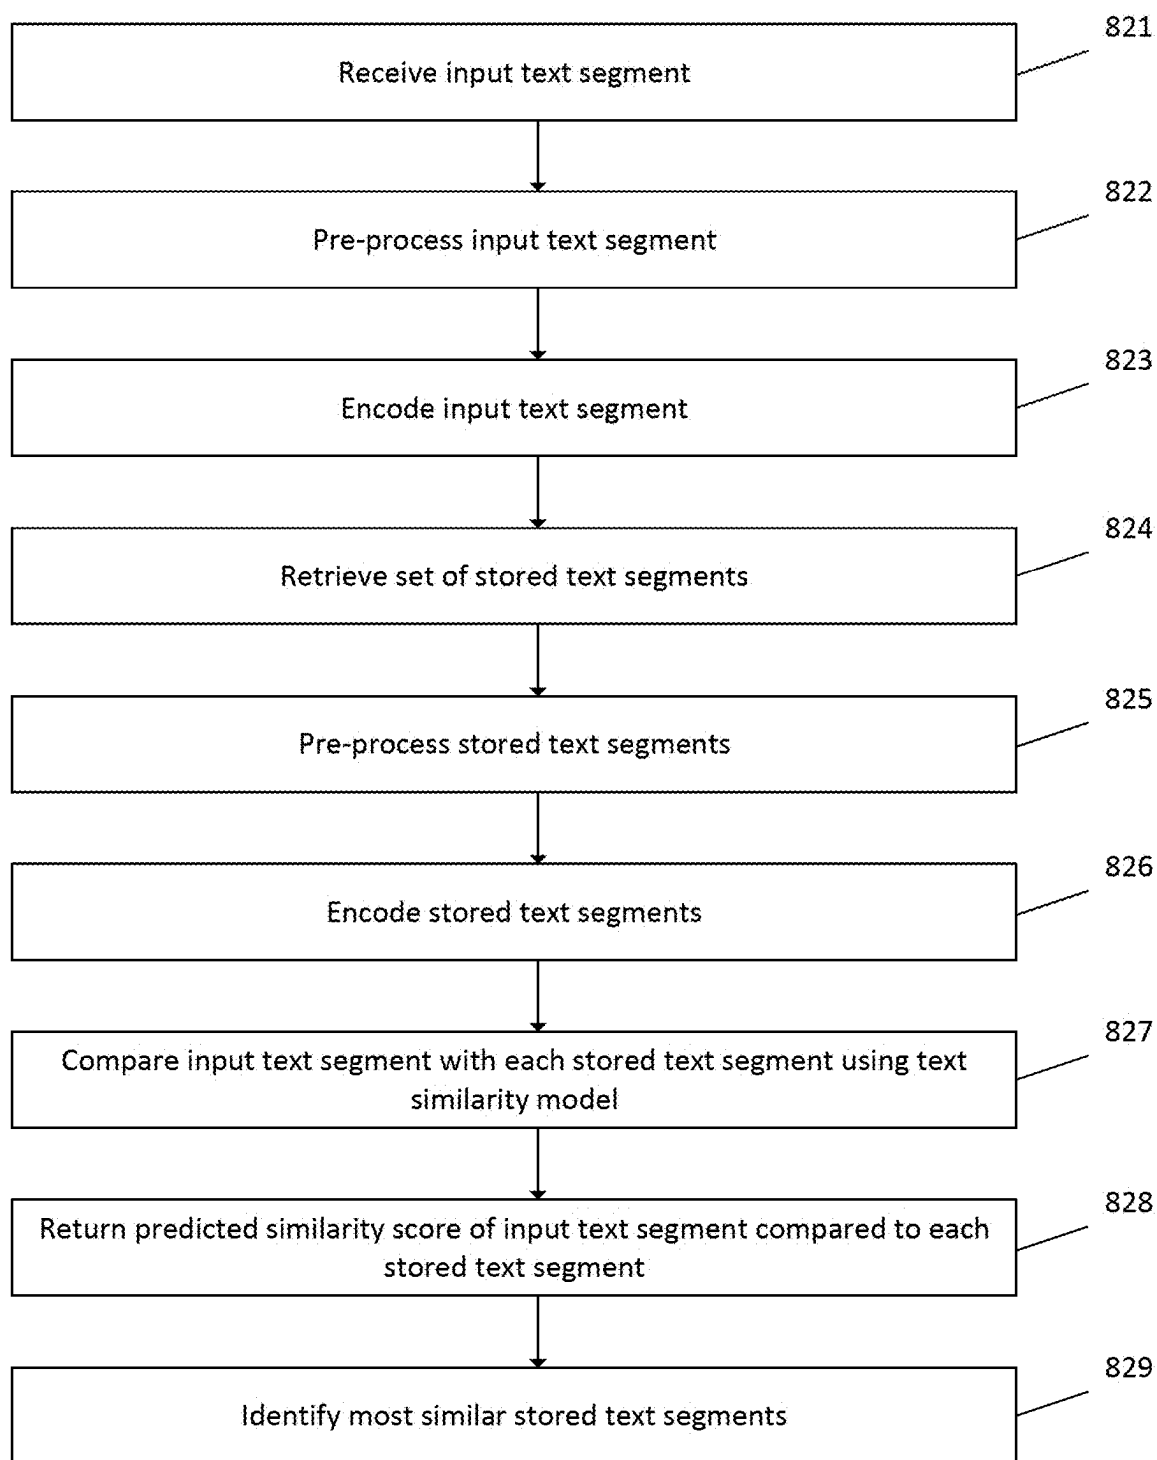 821
Receive input text segment
822
Pre-process input text segment
823
Encode input text segment
824
Retrieve set of stored text segments
825
Pre-process stored text segments
826
Encode stored text segments
827
Compare input text segment with each stored text segment using text
similarity model
828
Return predicted similarity score of input text segment compared to each
stored text segment
829
Identify most similar stored text segments